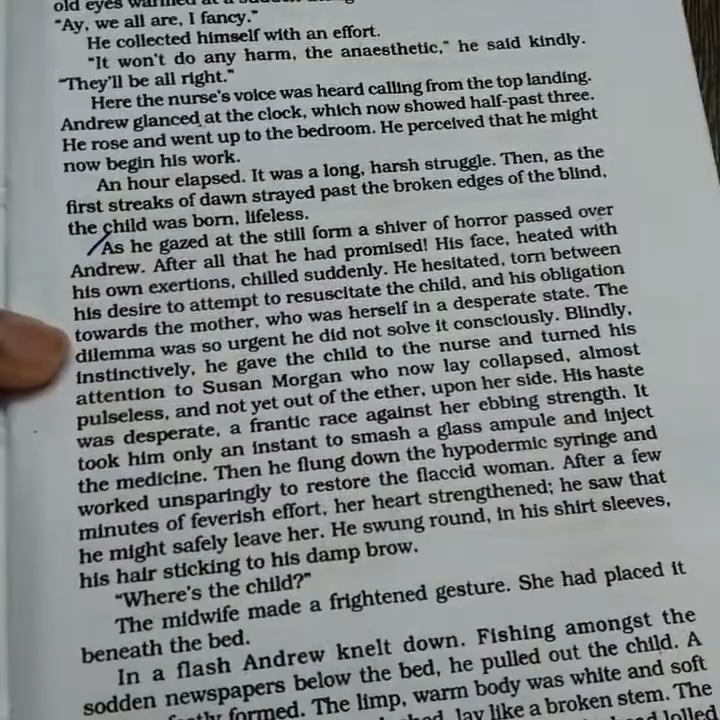 old eyes warmed at a sudden
"Ay, we all are, I fancy."
He collected himself with an effort.
"It won't do any harm, the anaesthetic," he said kindly.
"They'll be all right."
Here the nurse's voice was heard calling from the top landing.
Andrew glanced at the clock, which now showed half-past three.
He rose and went up to the bedroom. He perceived that he might
now begin his work.
An hour elapsed. It was a long, harsh struggle. Then, as the
first streaks of dawn strayed past the broken edges of the blind,
the child was born, lifeless.
As he gazed at the still form a shiver of horror passed over
Andrew. After all that he had promised! His face, heated with
his own exertions, chilled suddenly. He hesitated, torn between
his desire to attempt to resuscitate the child, and his obligation
towards the mother, who was herself in a desperate state. The
dilemma was so urgent he did not solve it consciously. Blindly,
instinctively, he gave the child to the nurse and turned his
attention to Susan Morgan who now lay collapsed, almost
pulseless, and not yet out of the ether, upon her side. His haste
was desperate, a frantic race against her ebbing strength. It
took him only an instant to smash a glass ampule and inject
the medicine. Then he flung down the hypodermic syringe and
worked unsparingly to restore the flaccid woman. After a few
minutes of feverish effort, her heart strengthened; he saw that
he might safely leave her. He swung round, in his shirt sleeves,
his hair sticking to his damp brow.
"Where's the child?"
The midwife made a frightened gesture. She had placed it
beneath the bed.
In a flash Andrew knelt down. Fishing amongst the
sodden newspapers below the bed, he pulled out the child. A
formed. The limp, warm body was white and soft
lay like a broken stem. The
lolled